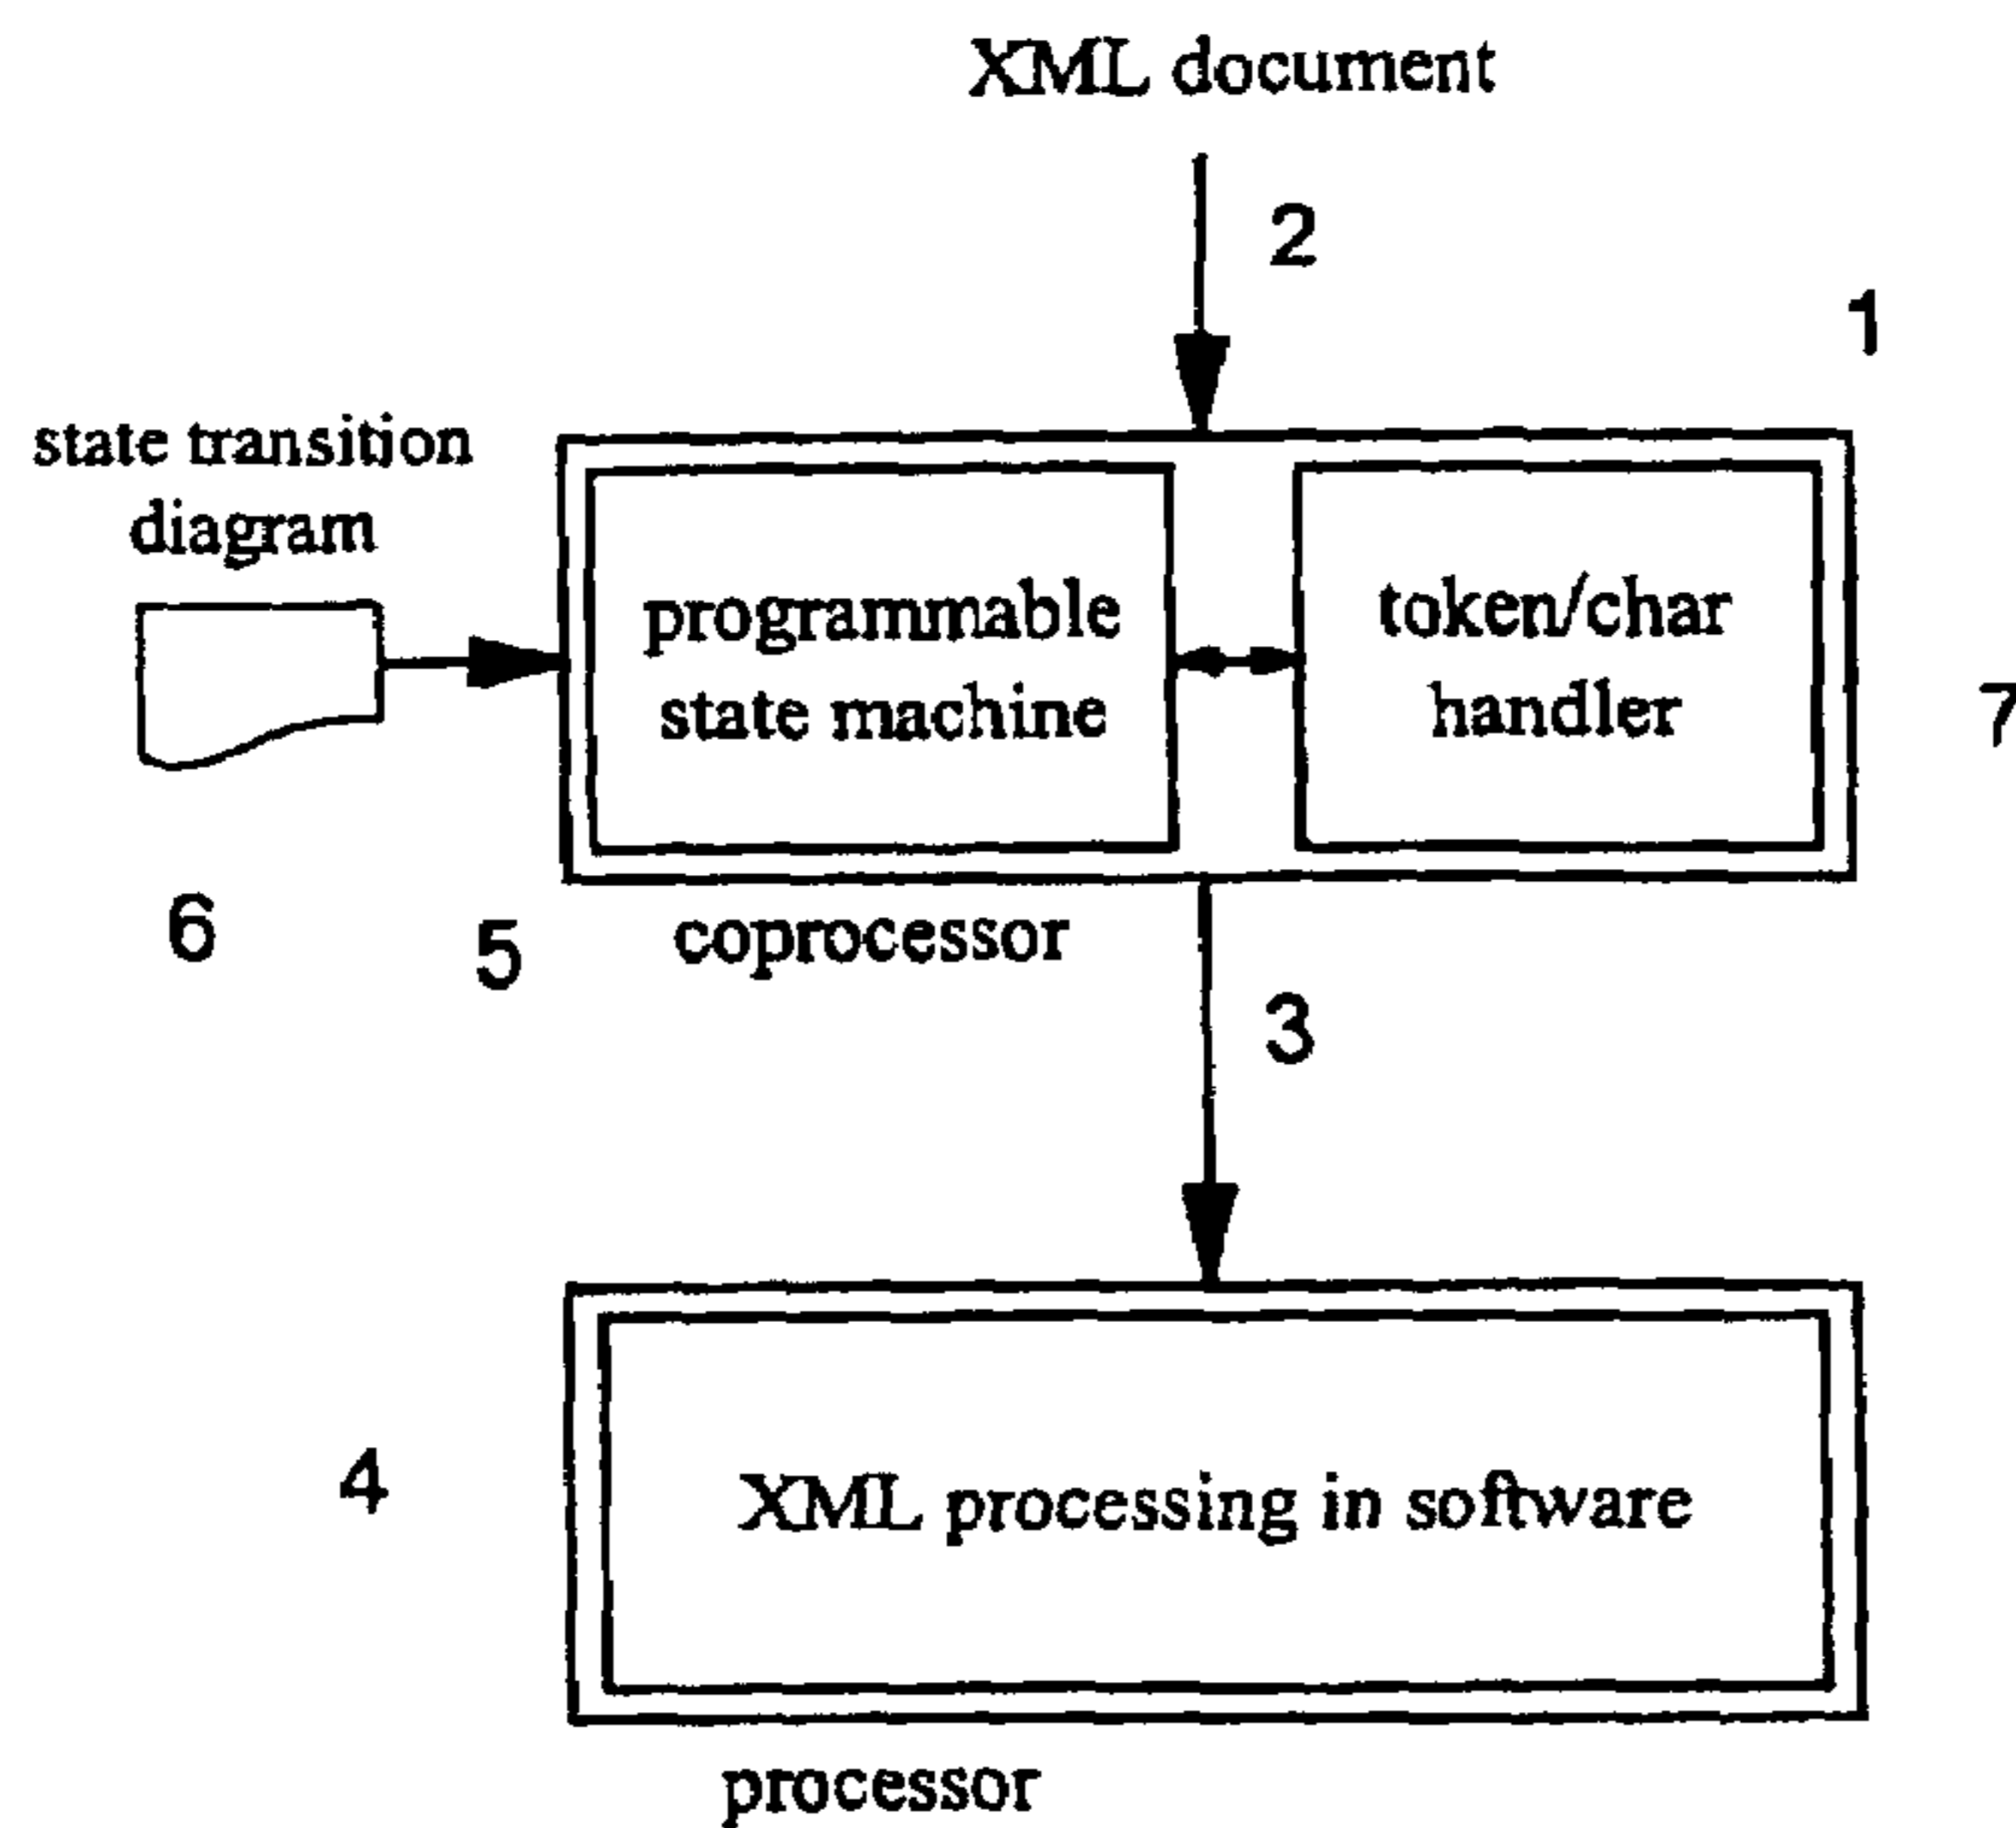 XML document
2
1
state transition
diagram
programmable
state machine
token/char
handler
7
6
5
coprocessor
3
4
XML processing in software
processor